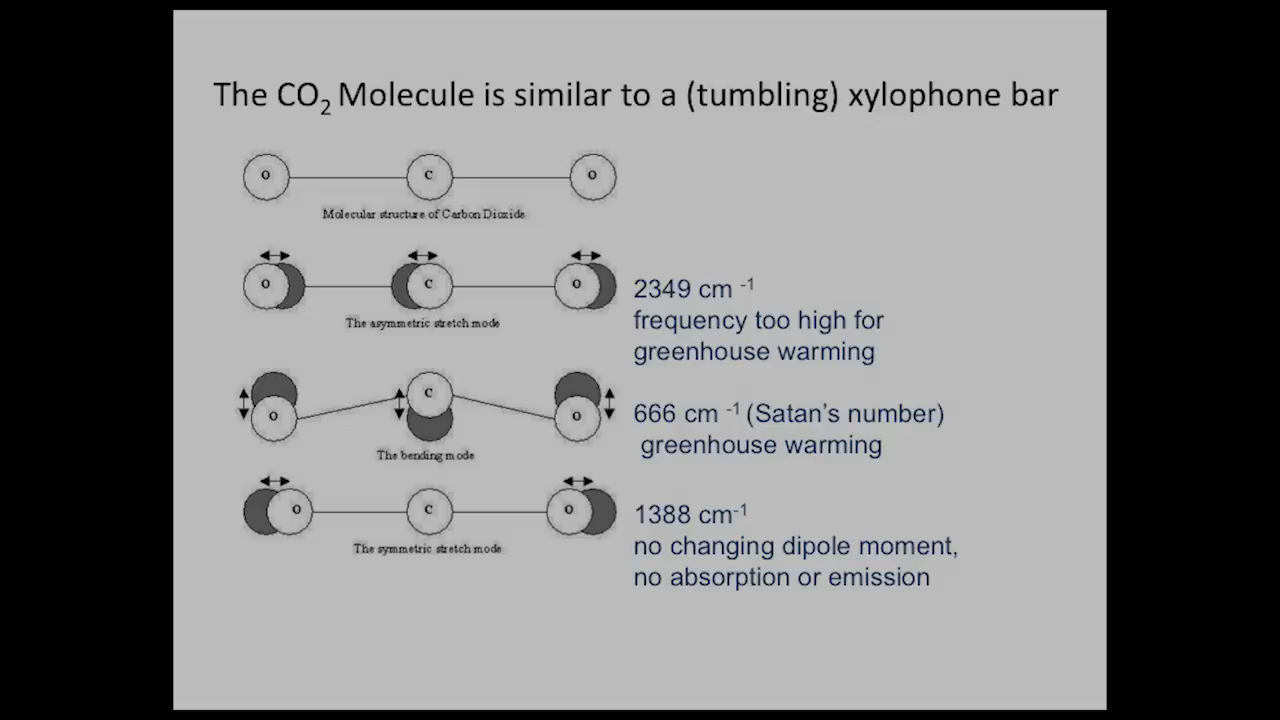 The CO₂ Molecule is similar to a (tumbling) xylophone bar
O C O
Molecular structure of Carbon Dioxide
O C O
The asymmetric stretch mode
2349 cm ⁻¹
frequency too high for
greenhouse warming
O C O
The bending mode
666 cm ⁻¹ (Satan’s number)
greenhouse warming
O C O
The symmetric stretch mode
1388 cm⁻¹
no changing dipole moment,
no absorption or emission